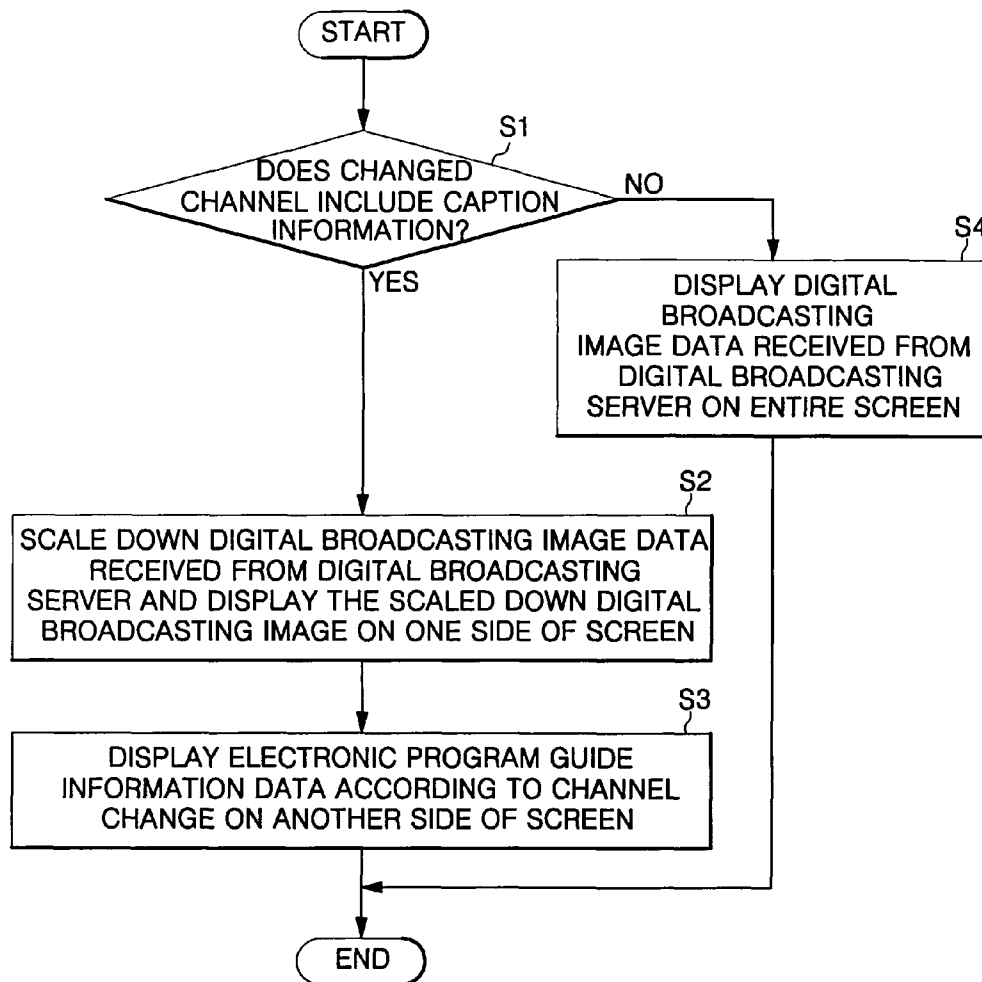 START
S1
DOES CHANGED
CHANNEL INCLUDE CAPTION
INFORMATION?
NO
YES
S4
DISPLAY DIGITAL
BROADCASTING
IMAGE DATA RECEIVED FROM
DIGITAL BROADCASTING
SERVER ON ENTIRE SCREEN
S2
SCALE DOWN DIGITAL BROADCASTING IMAGE DATA
RECEIVED FROM DIGITAL BROADCASTING
SERVER AND DISPLAY THE SCALED DOWN DIGITAL
BROADCASTING IMAGE ON ONE SIDE OF SCREEN
S3
DISPLAY ELECTRONIC PROGRAM GUIDE
INFORMATION DATA ACCORDING TO CHANNEL
CHANGE ON ANOTHER SIDE OF SCREEN
END